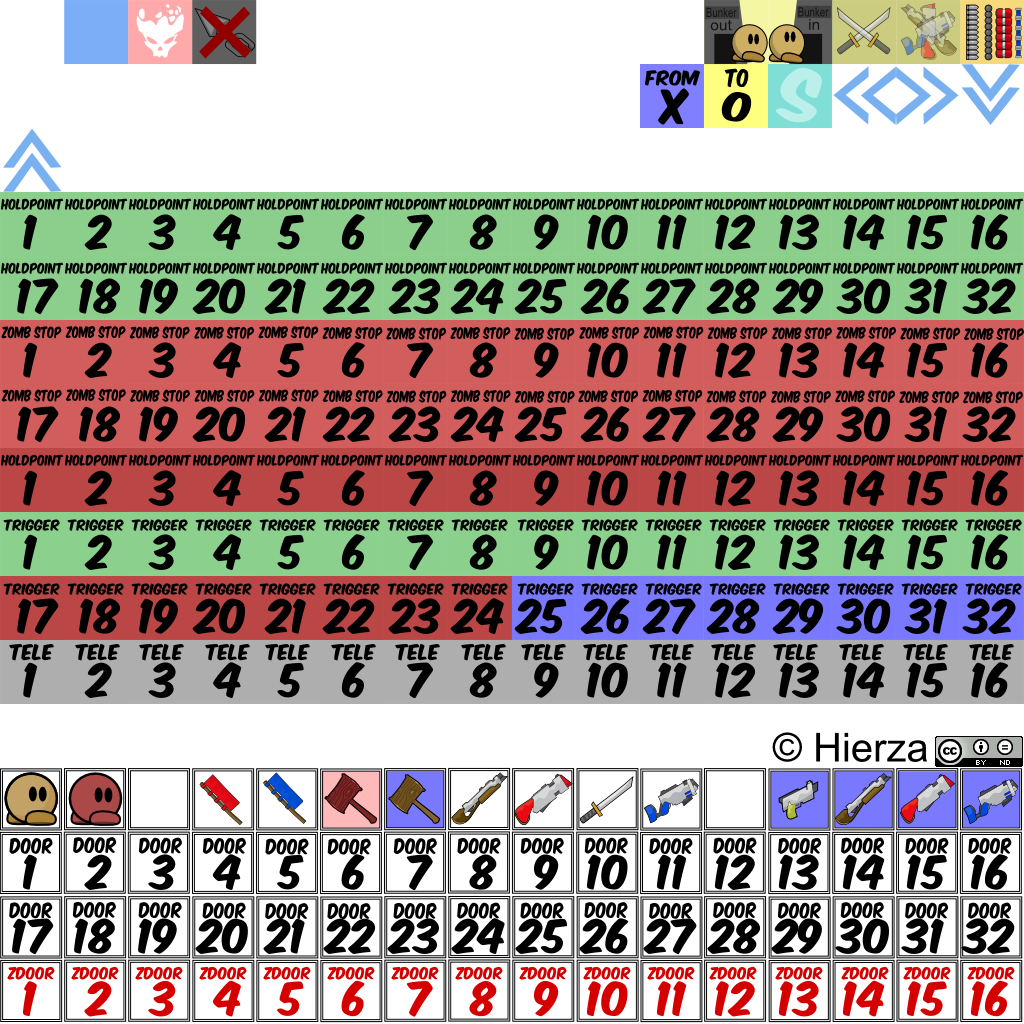 Bunker Bunker
out in
FROM TO S
X O
HOLDPOINT HOLDPOINT HOLDPOINT HOLDPOINT HOLDPOINT HOLDPOINT HOLDPOINT HOLDPOINT HOLDPOINT HOLDPOINT HOLDPOINT HOLDPOINT HOLDPOINT HOLDPOINT HOLDPOINT HOLDPOINT
1 2 3 4 5 6 7 8 9 10 11 12 13 14 15 16
HOLDPOINT HOLDPOINT HOLDPOINT HOLDPOINT HOLDPOINT HOLDPOINT HOLDPOINT HOLDPOINT HOLDPOINT HOLDPOINT HOLDPOINT HOLDPOINT HOLDPOINT HOLDPOINT HOLDPOINT HOLDPOINT
17 18 19 20 21 22 23 24 25 26 27 28 29 30 31 32
ZOMB STOP ZOMB STOP ZOMB STOP ZOMB STOP ZOMB STOP ZOMB STOP ZOMB STOP ZOMB STOP ZOMB STOP ZOMB STOP ZOMB STOP ZOMB STOP ZOMB STOP ZOMB STOP ZOMB STOP ZOMB STOP
1 2 3 4 5 6 7 8 9 10 11 12 13 14 15 16
ZOMB STOP ZOMB STOP ZOMB STOP ZOMB STOP ZOMB STOP ZOMB STOP ZOMB STOP ZOMB STOP ZOMB STOP ZOMB STOP ZOMB STOP ZOMB STOP ZOMB STOP ZOMB STOP ZOMB STOP ZOMB STOP
17 18 19 20 21 22 23 24 25 26 27 28 29 30 31 32
HOLDPOINT HOLDPOINT HOLDPOINT HOLDPOINT HOLDPOINT HOLDPOINT HOLDPOINT HOLDPOINT HOLDPOINT HOLDPOINT HOLDPOINT HOLDPOINT HOLDPOINT HOLDPOINT HOLDPOINT HOLDPOINT
1 2 3 4 5 6 7 8 9 10 11 12 13 14 15 16
TRIGGER TRIGGER TRIGGER TRIGGER TRIGGER TRIGGER TRIGGER TRIGGER TRIGGER TRIGGER TRIGGER TRIGGER TRIGGER TRIGGER TRIGGER TRIGGER
1 2 3 4 5 6 7 8 9 10 11 12 13 14 15 16
TRIGGER TRIGGER TRIGGER TRIGGER TRIGGER TRIGGER TRIGGER TRIGGER TRIGGER TRIGGER TRIGGER TRIGGER TRIGGER TRIGGER TRIGGER TRIGGER
17 18 19 20 21 22 23 24 25 26 27 28 29 30 31 32
TELE TELE TELE TELE TELE TELE TELE TELE TELE TELE TELE TELE TELE TELE TELE TELE
1 2 3 4 5 6 7 8 9 10 11 12 13 14 15 16
© Hierza cc
BY ND
DOOR DOOR DOOR DOOR DOOR DOOR DOOR DOOR DOOR DOOR DOOR DOOR DOOR DOOR DOOR DOOR
1 2 3 4 5 6 7 8 9 10 11 12 13 14 15 16
DOOR DOOR DOOR DOOR DOOR DOOR DOOR DOOR DOOR DOOR DOOR DOOR DOOR DOOR DOOR DOOR
17 18 19 20 21 22 23 24 25 26 27 28 29 30 31 32
ZDOOR ZDOOR ZDOOR ZDOOR ZDOOR ZDOOR ZDOOR ZDOOR ZDOOR ZDOOR ZDOOR ZDOOR ZDOOR ZDOOR ZDOOR ZDOOR
1 2 3 4 5 6 7 8 9 10 11 12 13 14 15 16